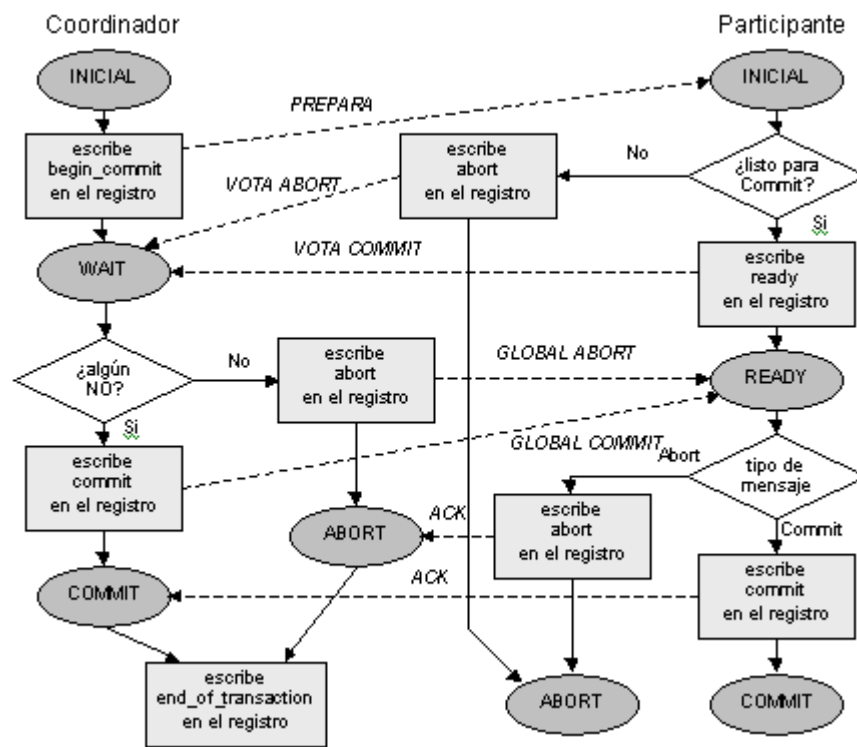 Coordinador
Participante
INICIAL
INICIAL
PREPARA
escribe
begin_commit
en el registro
escribe
abort
en el registro
No
¿listo para
Commit?
VOTA ABORT
Si
VOTA COMMIT
WAIT
escribe
ready
en el registro
¿algún
NO?
No
escribe
abort
en el registro
GLOBAL ABORT
READY
Si
GLOBAL COMMIT
escribe
commit
en el registro
Abort
tipo de
mensaje
ABORT
ACK
escribe
abort
en el registro
Commit
COMMIT
ACK
escribe
commit
en el registro
escribe
end_of_transaction
en el registro
ABORT
COMMIT